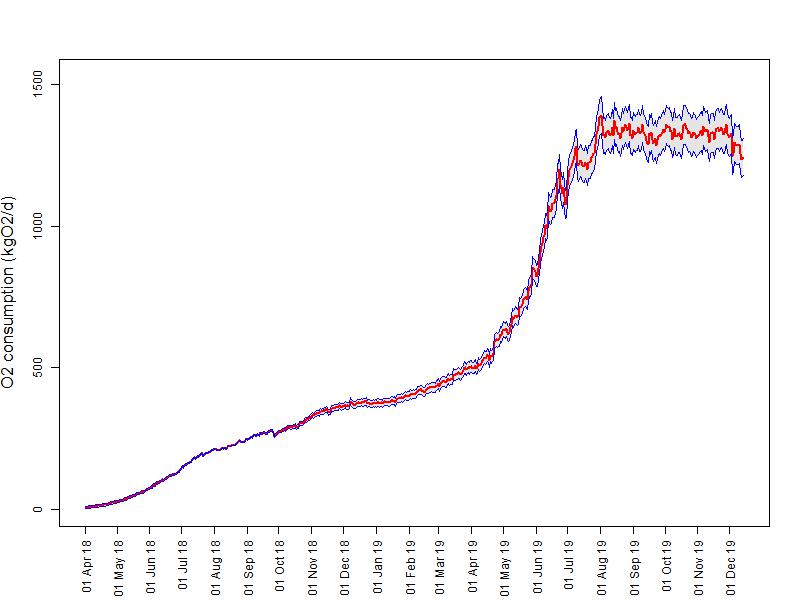 O2 consumption (kgO2/d)
1500
1000
500
0
01 Apr 18
01 May 18
01 Jun 18
01 Jul 18
01 Aug 18
01 Sep 18
01 Oct 18
01 Nov 18
01 Dec 18
01 Jan 19
01 Feb 19
01 Mar 19
01 Apr 19
01 May 19
01 Jun 19
01 Jul 19
01 Aug 19
01 Sep 19
01 Oct 19
01 Nov 19
01 Dec 19